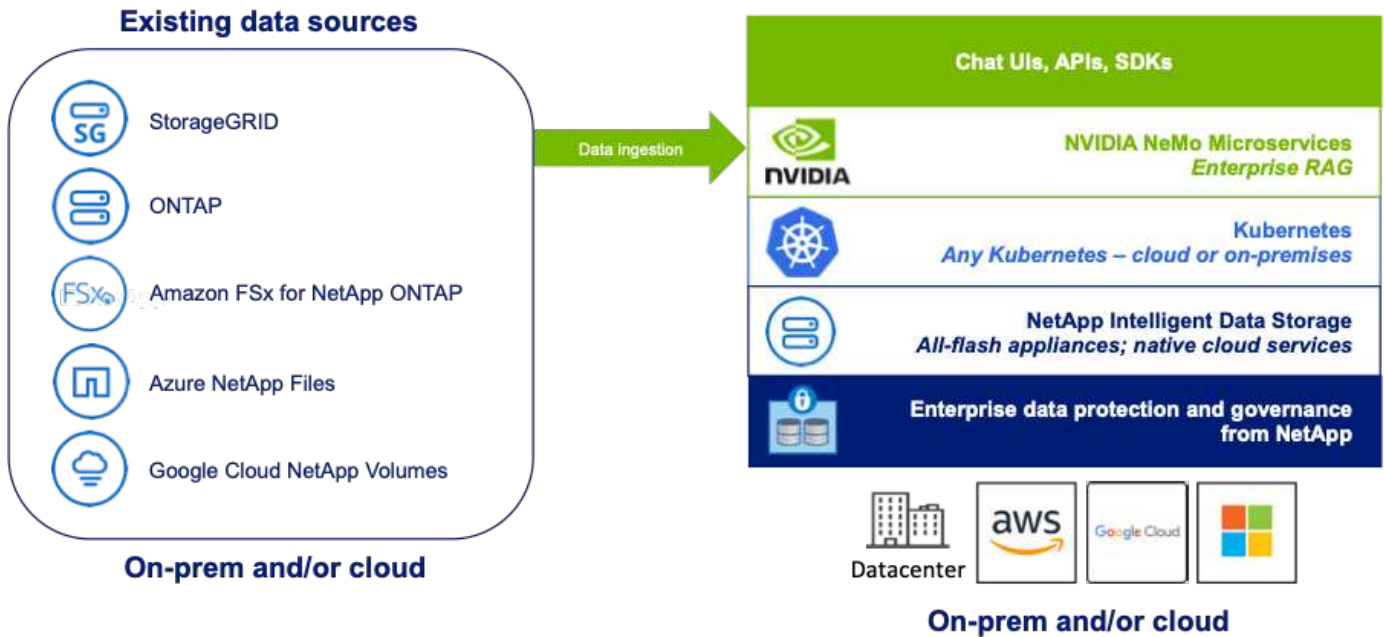 Existing data sources
SG
StorageGRID
ONTAP
FSx
Amazon FSx for NetApp ONTAP
Azure NetApp Files
Google Cloud NetApp Volumes
On-prem and/or cloud
Data ingestion
Chat UIs, APIs, SDKs
NVIDIA
NVIDIA NeMo Microservices
Enterprise RAG
Kubernetes
Any Kubernetes – cloud or on-premises
NetApp Intelligent Data Storage
All-flash appliances; native cloud services
Enterprise data protection and governance
from NetApp
Datacenter
aws
Google Cloud
On-prem and/or cloud